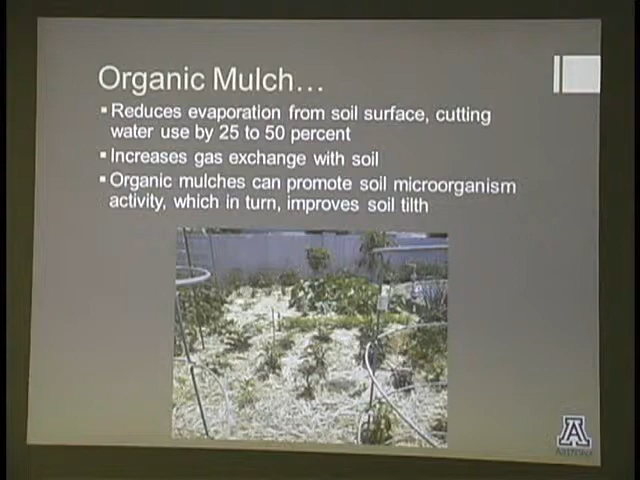 Organic Mulch...
▪ Reduces evaporation from soil surface, cutting
water use by 25 to 50 percent
▪ Increases gas exchange with soil
▪ Organic mulches can promote soil microorganism
activity, which in turn, improves soil tilth
A
ARIZONA